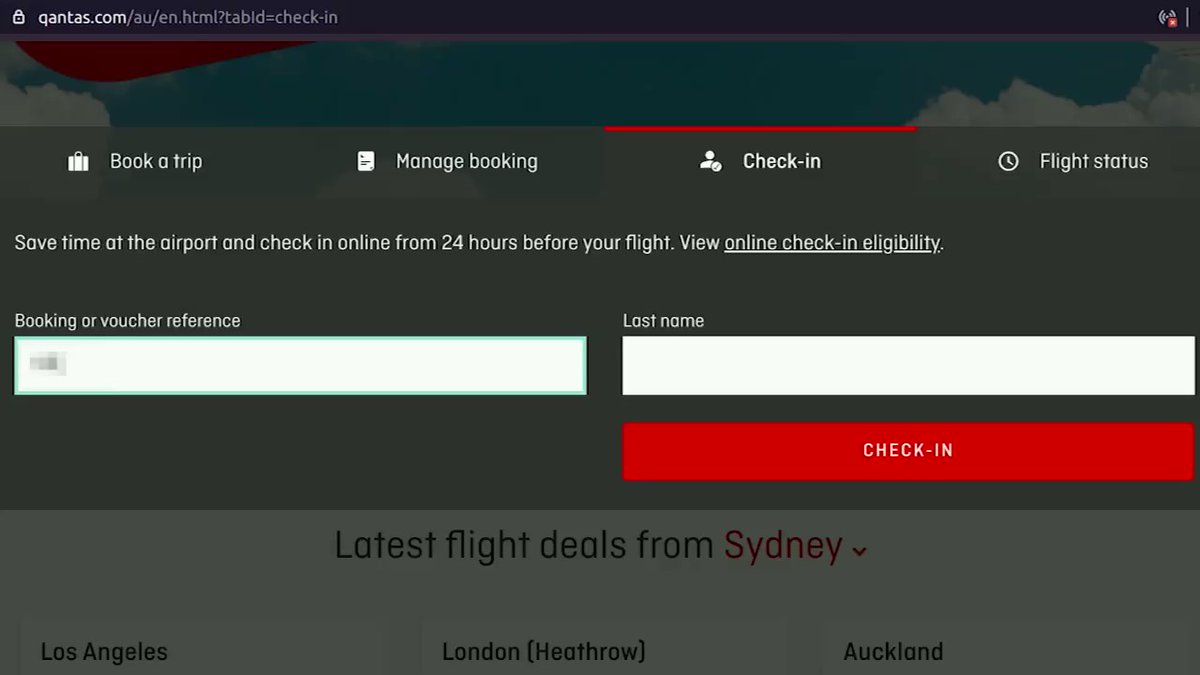 qantas.com/au/en.html?tabId=check-in
Book a trip
Manage booking
Check-in
Flight status
Save time at the airport and check in online from 24 hours before your flight. View online check-in eligibility.
Booking or voucher reference
Last name
CHECK-IN
Latest flight deals from Sydney
Los Angeles
London (Heathrow)
Auckland